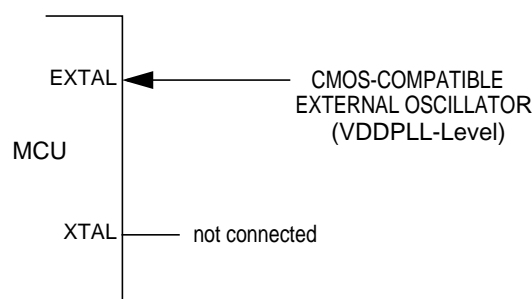 EXTAL
CMOS-COMPATIBLE
EXTERNAL OSCILLATOR
(VDDPLL-Level)
MCU
XTAL
not connected